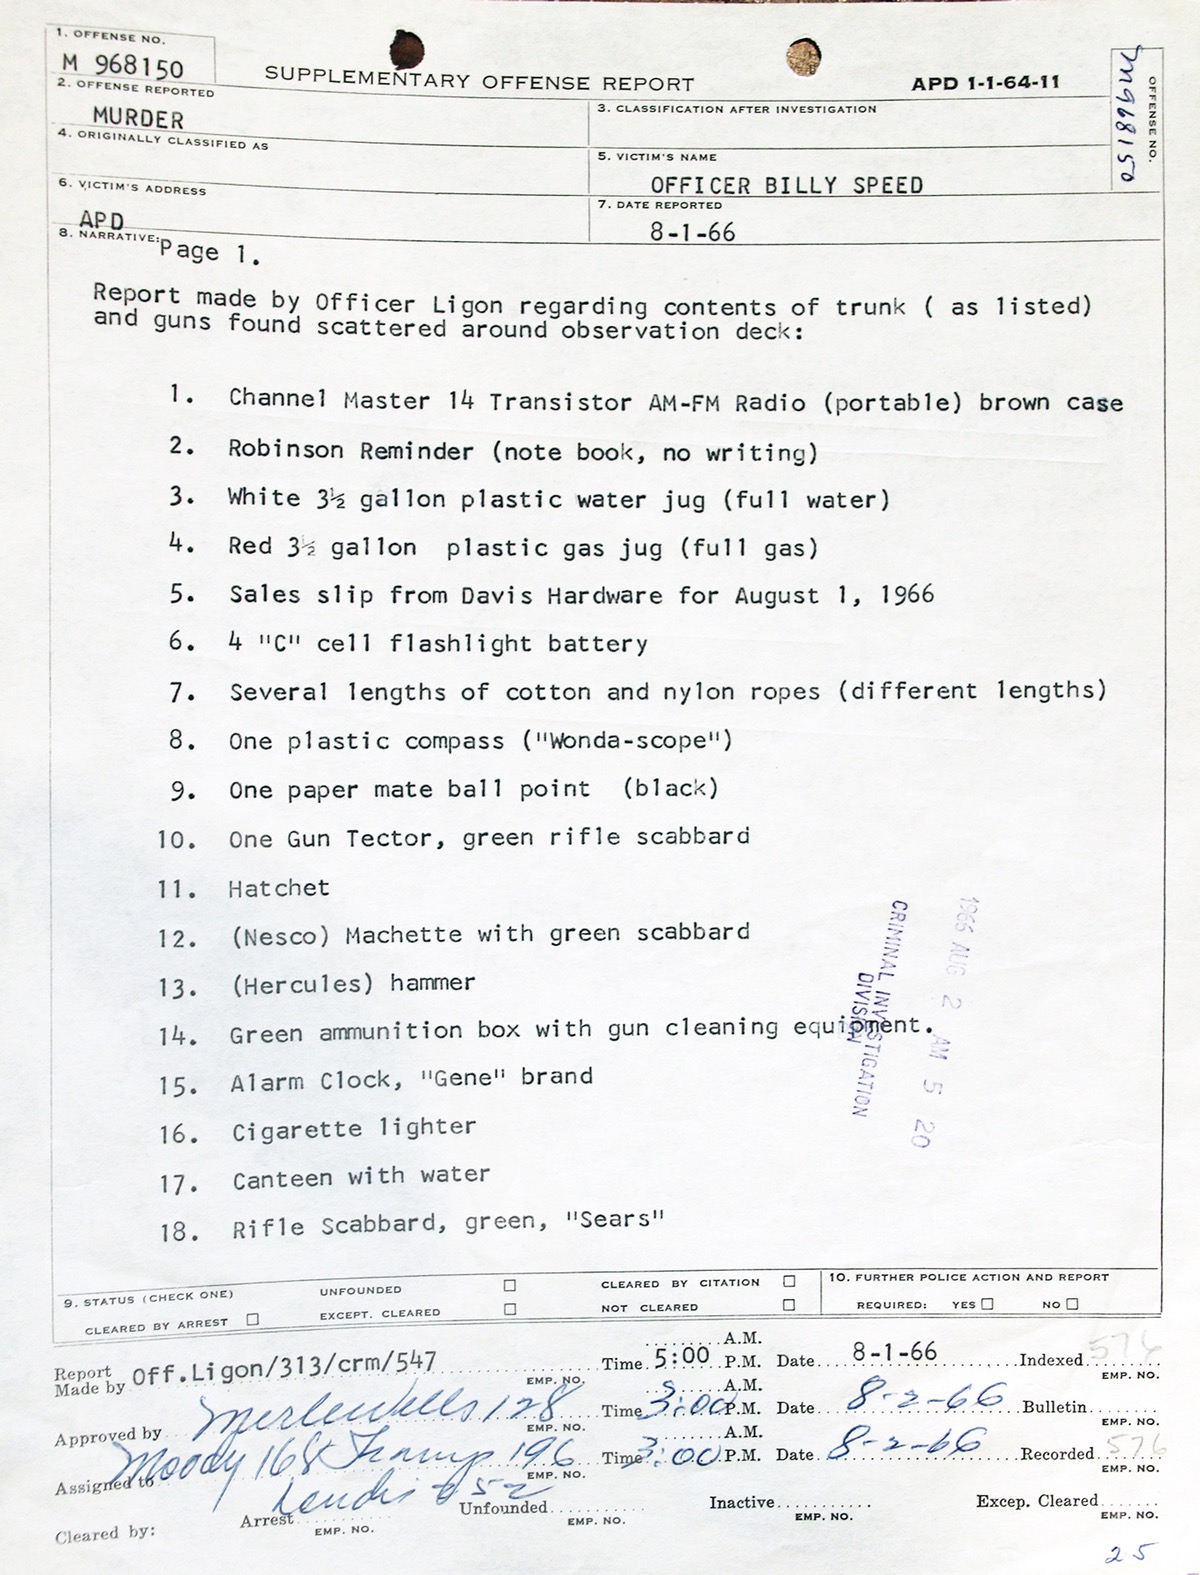 1. OFFENSE NO.
M 968150
SUPPLEMENTARY OFFENSE REPORT
APD 1-1-64-11
OFFENSE NO.
M968150
2. OFFENSE REPORTED
MURDER
3. CLASSIFICATION AFTER INVESTIGATION
4. ORIGINALLY CLASSIFIED AS
5. VICTIM'S NAME
OFFICER BILLY SPEED
6. VICTIM'S ADDRESS
APD
7. DATE REPORTED
8-1-66
8. NARRATIVE:
Page 1.
Report made by Officer Ligon regarding contents of trunk ( as listed)
and guns found scattered around observation deck:
1. Channel Master 14 Transistor AM-FM Radio (portable) brown case
2. Robinson Reminder (note book, no writing)
3. White 3½ gallon plastic water jug (full water)
4. Red 3½ gallon plastic gas jug (full gas)
5. Sales slip from Davis Hardware for August 1, 1966
6. 4 "C" cell flashlight battery
7. Several lengths of cotton and nylon ropes (different lengths)
8. One plastic compass ("Wonda-scope")
9. One paper mate ball point (black)
10. One Gun Tector, green rifle scabbard
11. Hatchet
12. (Nesco) Machette with green scabbard
13. (Hercules) hammer
14. Green ammunition box with gun cleaning equipment.
15. Alarm Clock, "Gene" brand
16. Cigarette lighter
17. Canteen with water
18. Rifle Scabbard, green, "Sears"
CRIMINAL INVESTIGATION
DIVISION
1966 AUG 2 AM 5 20
9. STATUS (CHECK ONE)
UNFOUNDED
CLEARED BY CITATION
10. FURTHER POLICE ACTION AND REPORT
CLEARED BY ARREST
EXCEPT. CLEARED
NOT CLEARED
REQUIRED: YES NO
Report
Made by Off.Ligon/313/crm/547 EMP. NO. Time 5:00 A.M. P.M. Date 8-1-66 Indexed 576 EMP. NO.
Approved by Merle Wells 128 EMP. NO. Time 3:00 A.M. P.M. Date 8-2-66 Bulletin EMP. NO.
Assigned to Moody 168 196 EMP. NO. Time 3:00 A.M. P.M. Date 8-2-66 Recorded 576 EMP. NO.
Landis
Cleared by: Arrest EMP. NO. Unfounded EMP. NO. Inactive EMP. NO. Excep. Cleared EMP. NO.
25